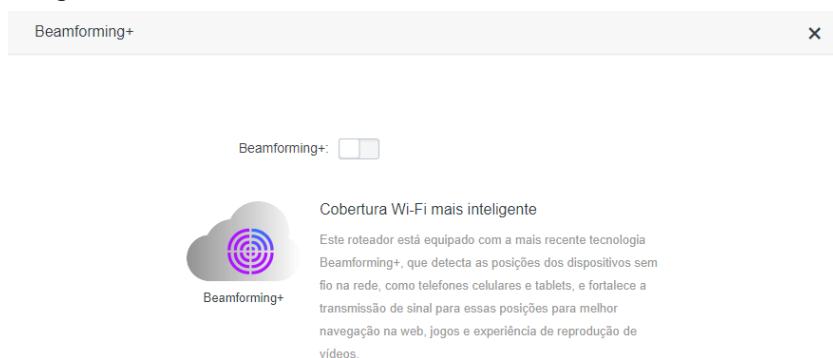 Beamforming+
Beamforming+:
Cobertura Wi-Fi mais inteligente
Este roteador está equipado com a mais recente tecnologia
Beamforming+, que detecta as posições dos dispositivos sem
fio na rede, como telefones celulares e tablets, e fortalece a
transmissão de sinal para essas posições para melhor
navegação na web, jogos e experiência de reprodução de
vídeos.
Beamforming+